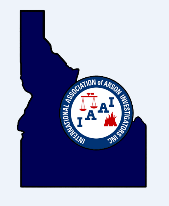 INTERNATIONAL ASSOCIATION of ARSON INVESTIGATORS INC.
IAAI